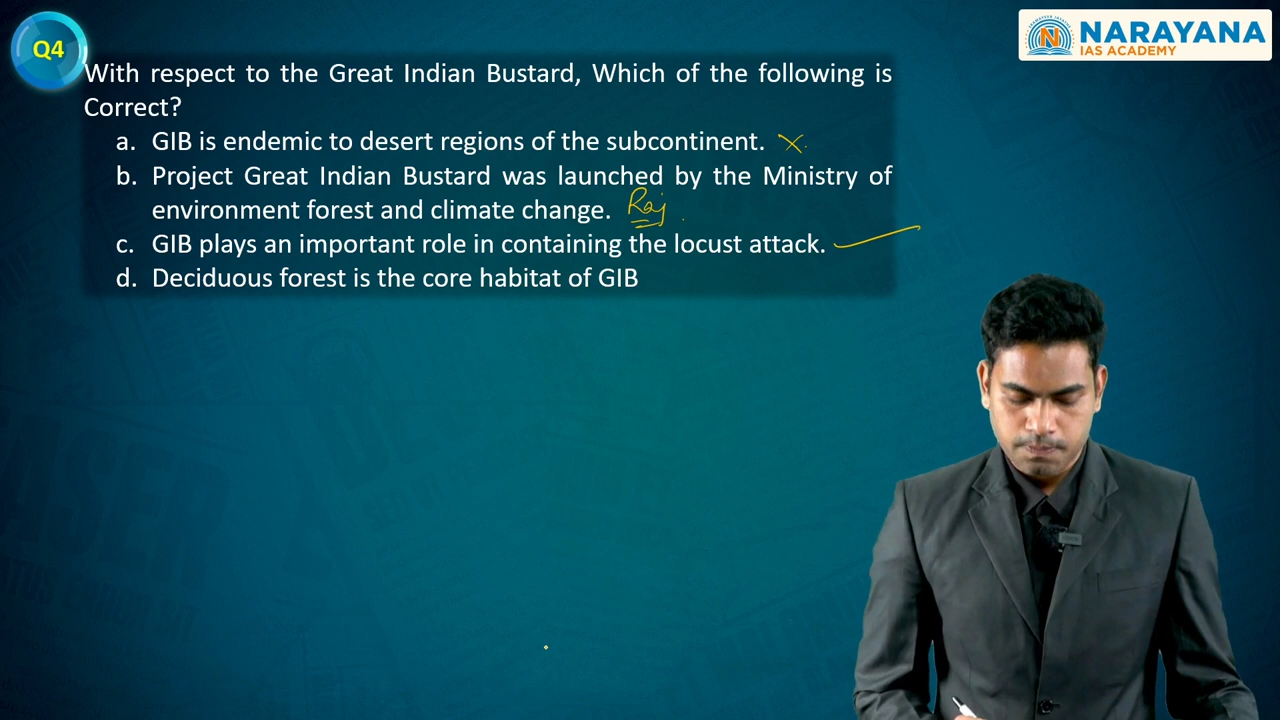 Q4
NARAYANA
IAS ACADEMY
With respect to the Great Indian Bustard, Which of the following is
Correct?
a. GIB is endemic to desert regions of the subcontinent. ×
b. Project Great Indian Bustard was launched by the Ministry of
environment forest and climate change. Raj
c. GIB plays an important role in containing the locust attack.
d. Deciduous forest is the core habitat of GIB